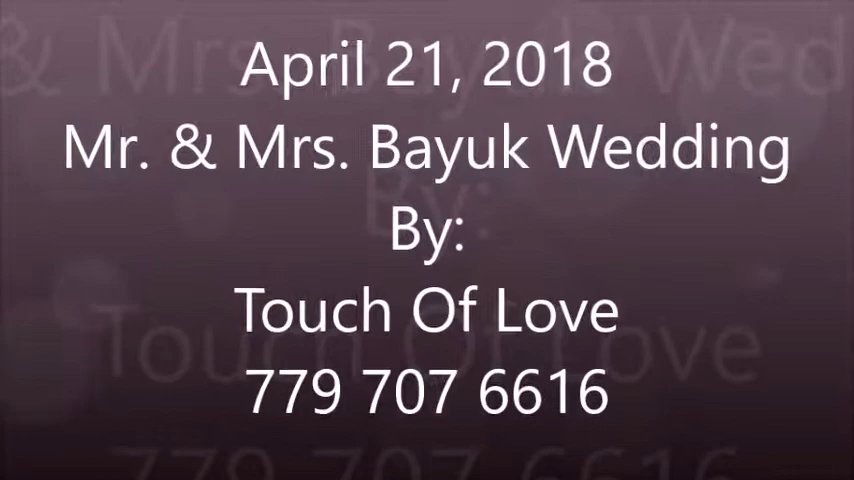 April 21, 2018
Mr. & Mrs. Bayuk Wedding
By:
Touch Of Love
779 707 6616